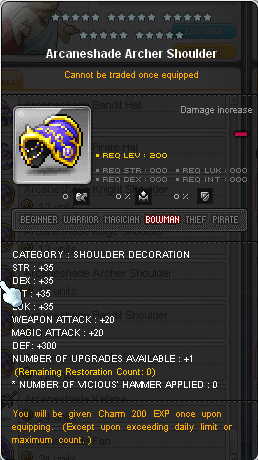 Arcaneshade Archer Shoulder
Cannot be traded once equipped
Damage increase
REQ LEV : 200
REQ STR : 000 REQ LUK : 000
REQ DEX : 000 REQ INT : 000
0 % 0 % 0 %
BEGINNER WARRIOR MAGICIAN BOWMAN THIEF PIRATE
CATEGORY : SHOULDER DECORATION
STR : +35
DEX : +35
INT : +35
LUK : +35
WEAPON ATTACK : +20
MAGIC ATTACK : +20
DEF: +300
NUMBER OF UPGRADES AVAILABLE : +1
(Remaining Restoration Count: 0)
* NUMBER OF VICIOUS' HAMMER APPLIED : 0
You will be given Charm 200 EXP once upon
equipping. (Except upon exceeding daily limit or
maximum count. )